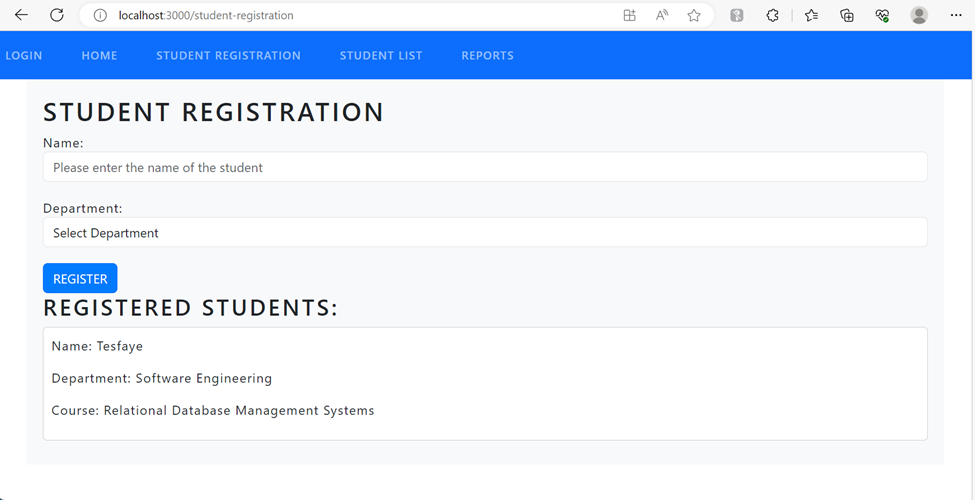 localhost:3000/student-registration
LOGIN HOME STUDENT REGISTRATION STUDENT LIST REPORTS
STUDENT REGISTRATION
Name:
Please enter the name of the student
Department:
Select Department
REGISTER
REGISTERED STUDENTS:
Name: Tesfaye
Department: Software Engineering
Course: Relational Database Management Systems